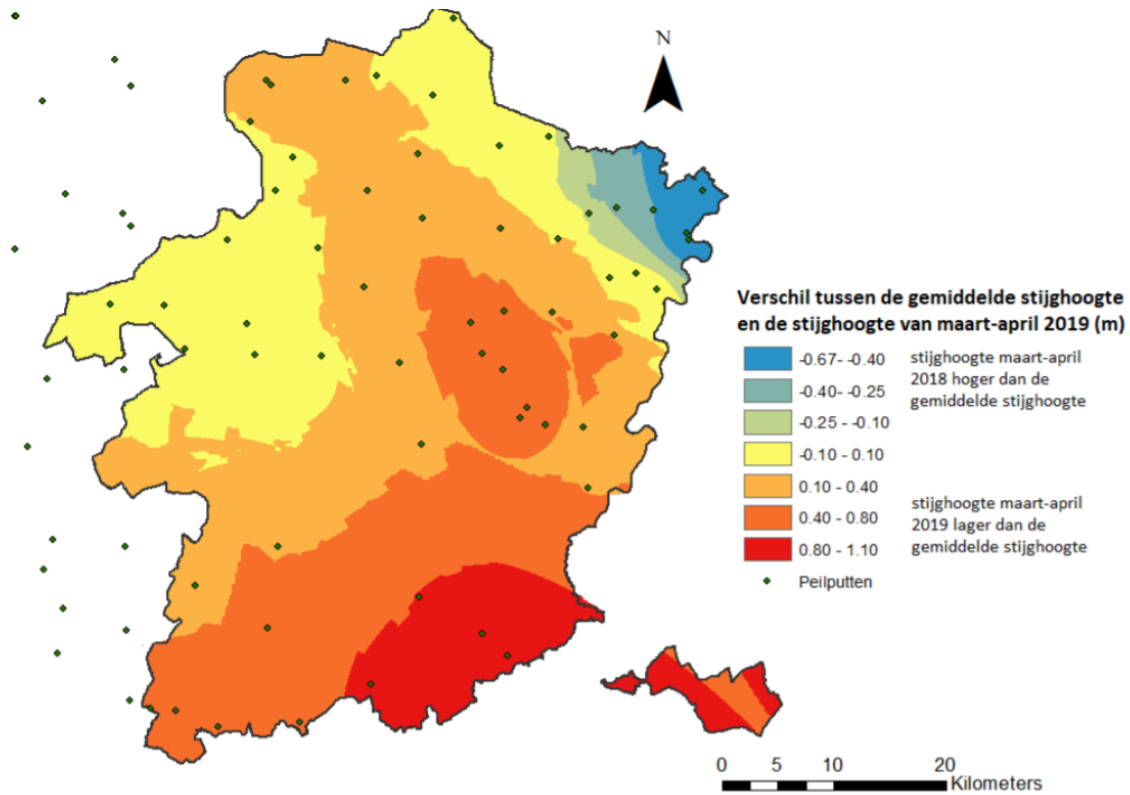 N
Verschil tussen de gemiddelde stijghoogte
en de stijghoogte van maart-april 2019 (m)
-0.67- -0.40
-0.40- -0.25
-0.25 - -0.10
-0.10 - 0.10
0.10 - 0.40
0.40 - 0.80
0.80 - 1.10
Peilputten
stijghoogte maart-april
2018 hoger dan de
gemiddelde stijghoogte
stijghoogte maart-april
2019 lager dan de
gemiddelde stijghoogte
0 5 10 20
Kilometers